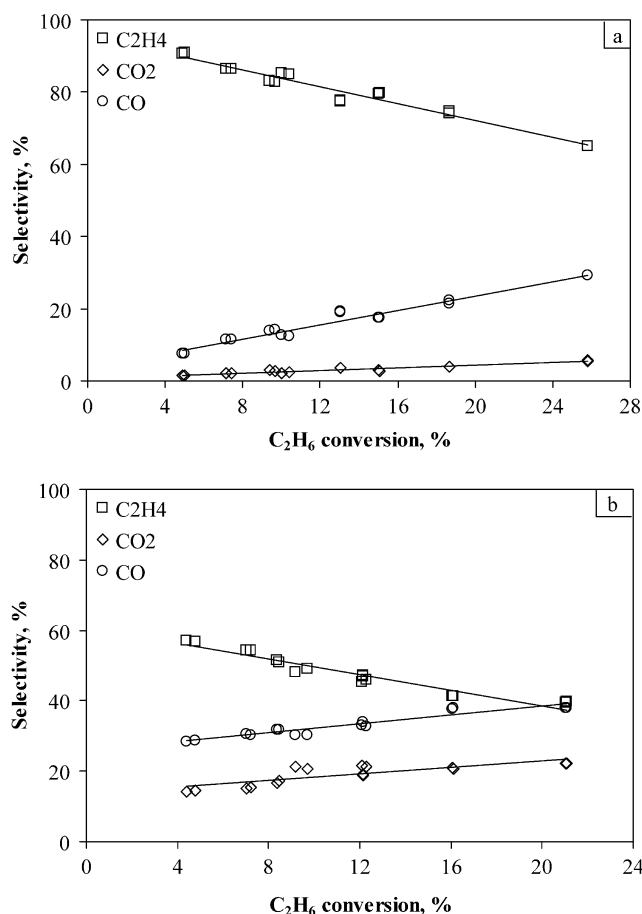 a
C2H4
CO2
CO
100
80
60
40
20
0
Selectivity, %
4 8 12 16 20 24 28
C₂H₆ conversion, %
b
C2H4
CO2
CO
100
80
60
40
20
0
Selectivity, %
0 4 8 12 16 20 24
C₂H₆ conversion, %